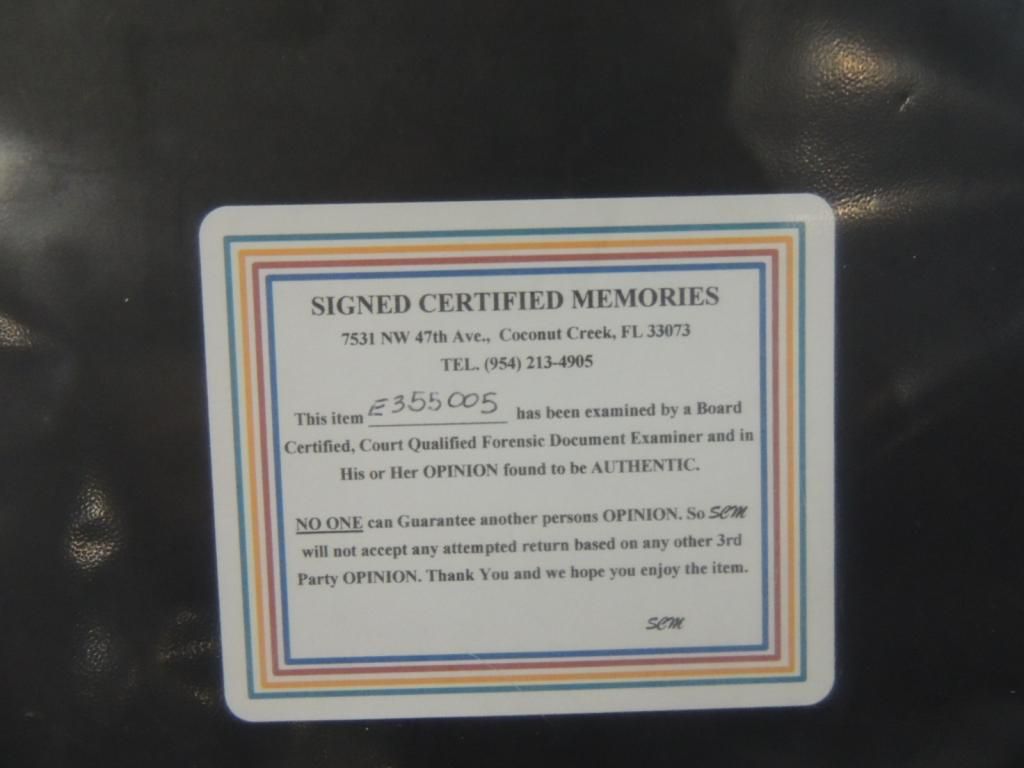 SIGNED CERTIFIED MEMORIES
7531 NW 47th Ave., Coconut Creek, FL 33073
TEL. (954) 213-4905
This item E355005 has been examined by a Board
Certified, Court Qualified Forensic Document Examiner and in
His or Her OPINION found to be AUTHENTIC.
NO ONE can Guarantee another persons OPINION. So SCM
will not accept any attempted return based on any other 3rd
Party OPINION. Thank You and we hope you enjoy the item.
SCM